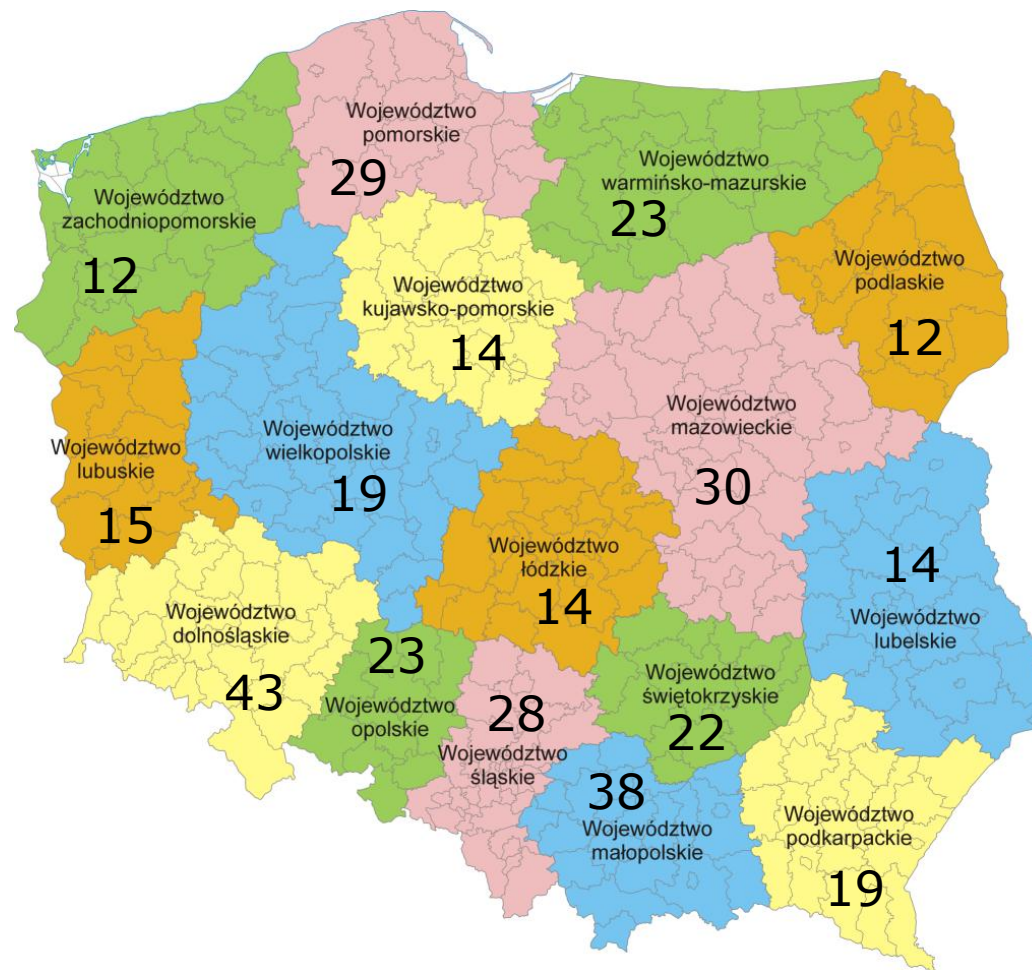 Województwo
pomorskie
29
Województwo
warmińsko-mazurskie
23
Województwo
zachodniopomorskie
12
Województwo
podlaskie
12
Województwo
kujawsko-pomorskie
14
Województwo
mazowieckie
30
Województwo
wielkopolskie
19
Województwo
lubuskie
15
Województwo
łódzkie
14
14
Województwo
lubelskie
Województwo
dolnośląskie
43
23
Województwo
opolskie
28
Województwo
śląskie
Województwo
świętokrzyskie
22
38
Województwo
małopolskie
Województwo
podkarpackie
19